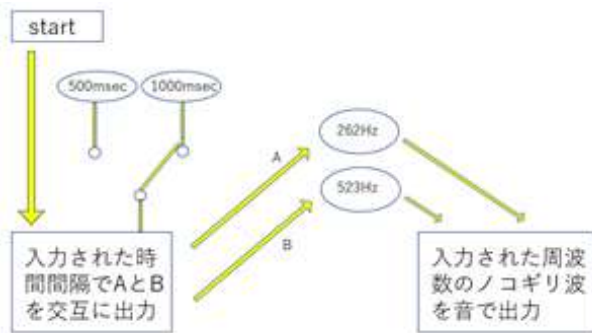 start
500msec
1000msec
262Hz
A
523Hz
B
入力された時
間間隔でAとB
を交互に出力
入力された周波
数のノコギリ波
を音で出力